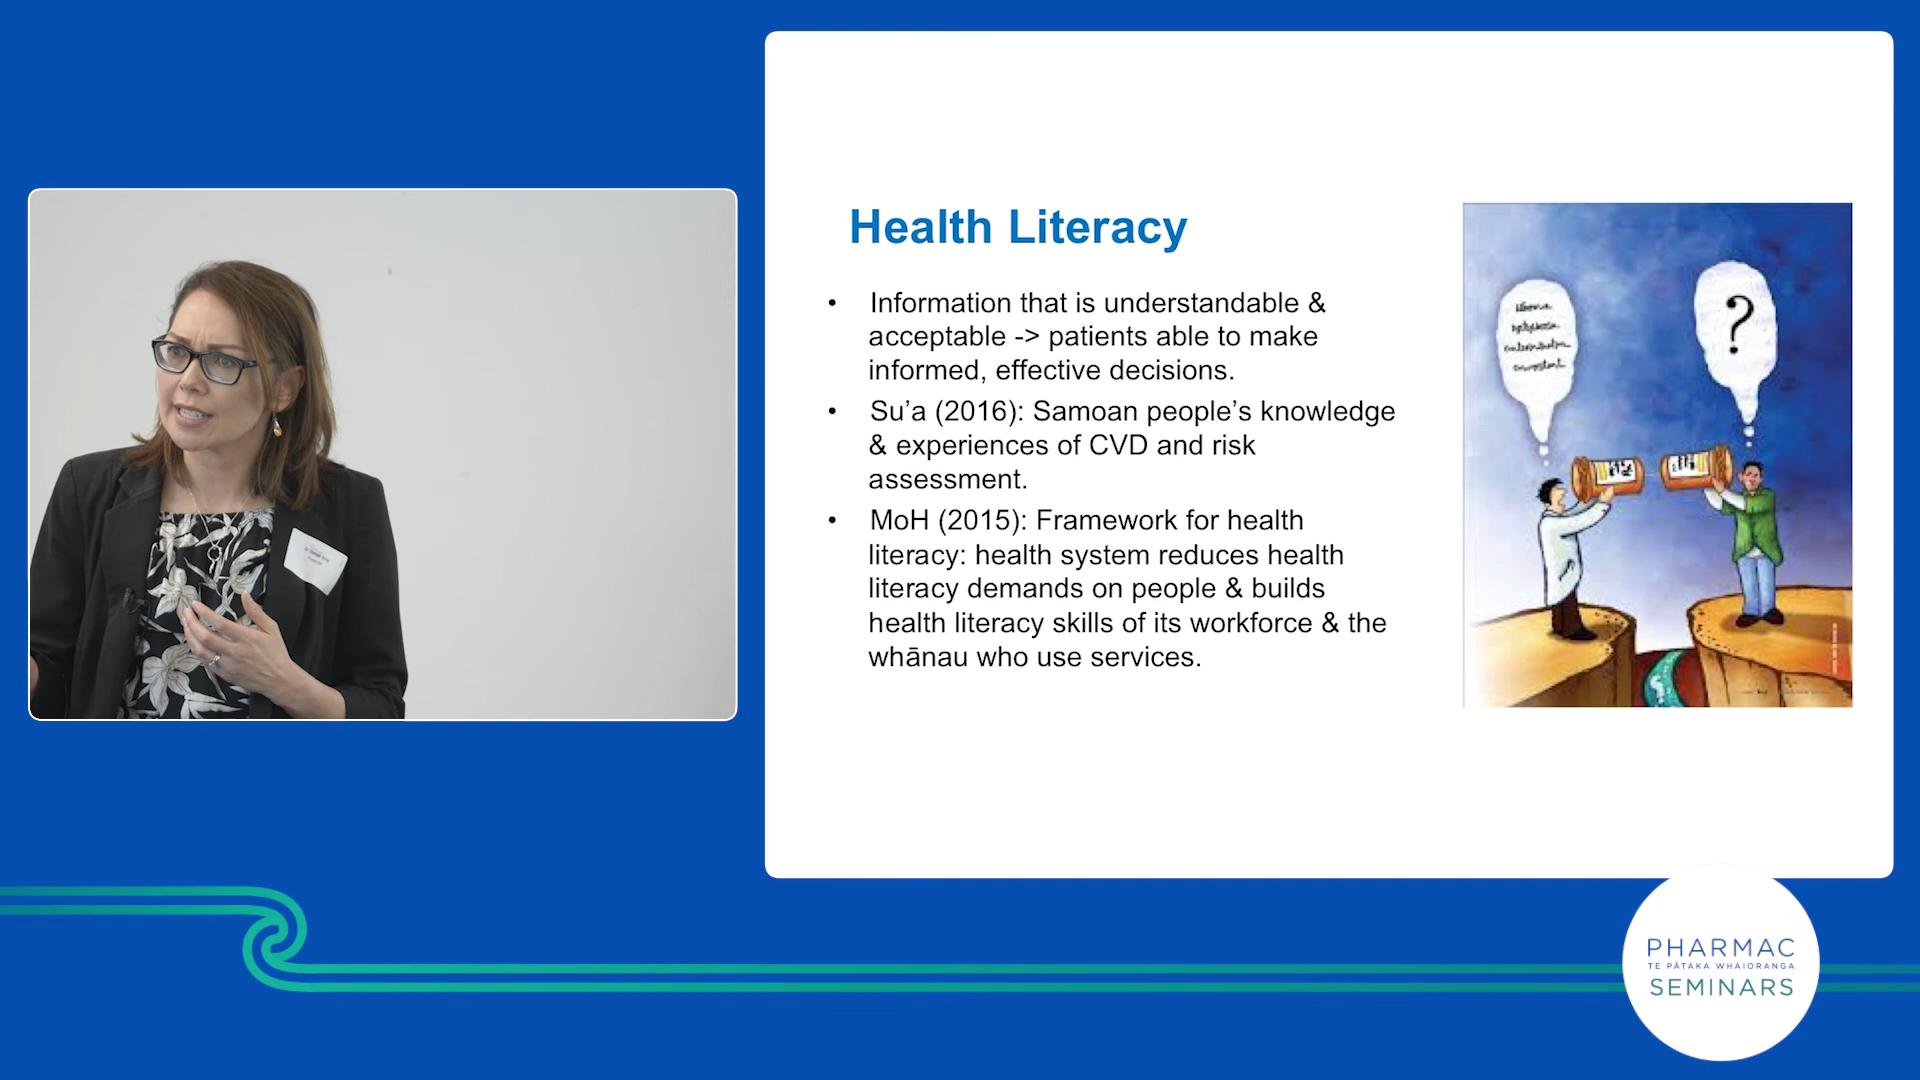 Health Literacy
• Information that is understandable &
acceptable -> patients able to make
informed, effective decisions.
• Su’a (2016): Samoan people’s knowledge
& experiences of CVD and risk
assessment.
• MoH (2015): Framework for health
literacy: health system reduces health
literacy demands on people & builds
health literacy skills of its workforce & the
whānau who use services.
?
PHARMAC
TE PĀTAKA WHAIORANGA
SEMINARS